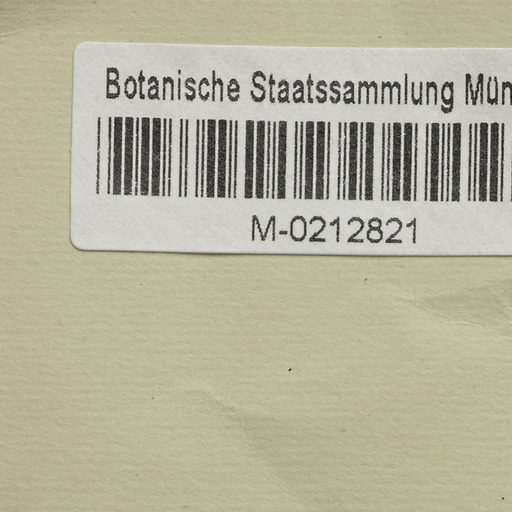 Botanische Staatssammlung Mün
M-0212821